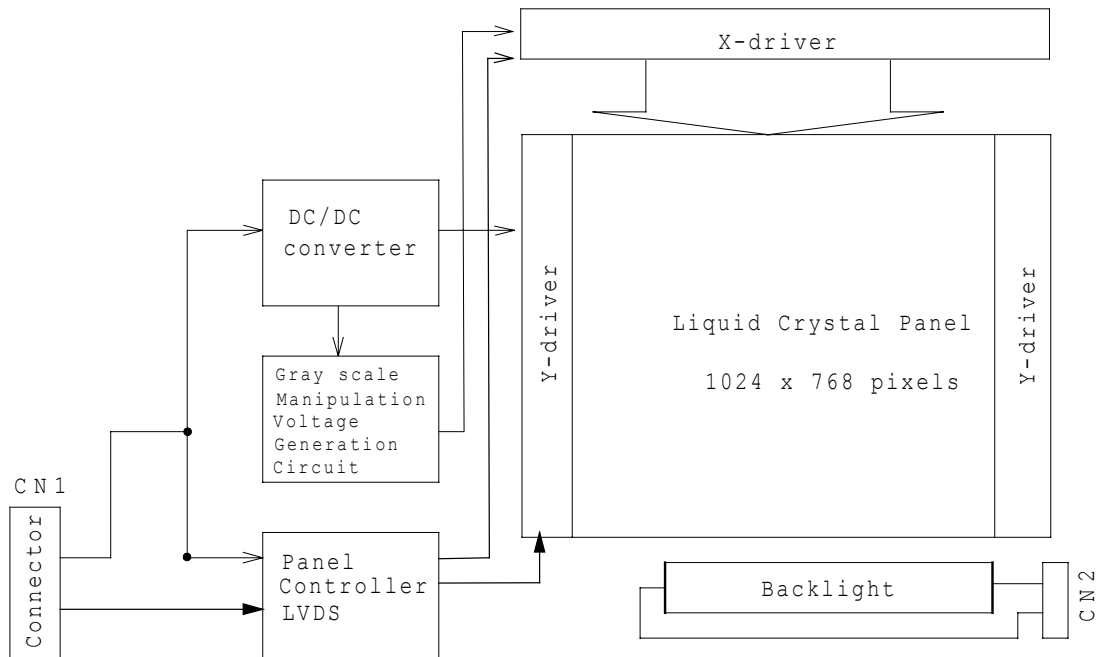 X-driver
DC/DC
converter
Y-driver
Liquid Crystal Panel
1024 x 768 pixels
Y-driver
Gray scale
Manipulation
Voltage
Generation
Circuit
CN1
Connector
Panel
Controller
LVDS
Backlight
CN2